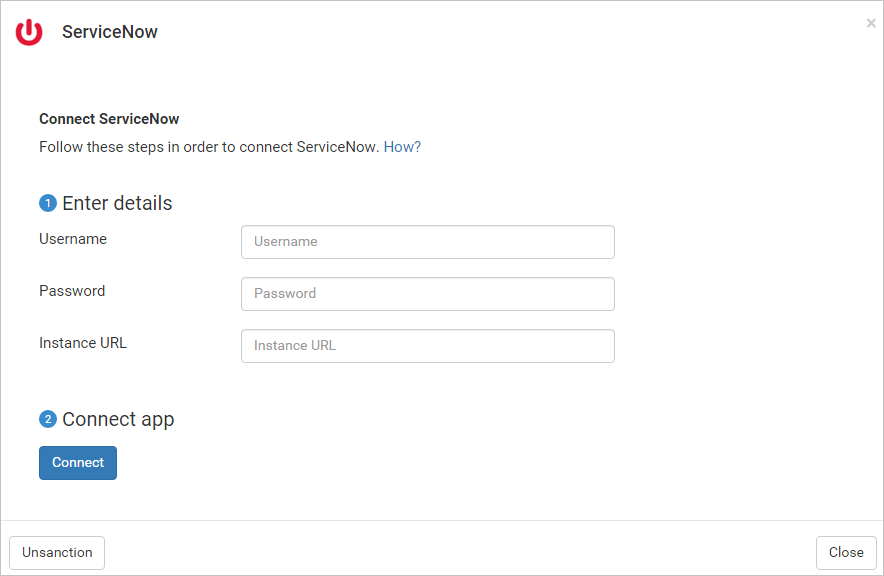 ServiceNow
×
Connect ServiceNow
Follow these steps in order to connect ServiceNow. How?
1 Enter details
Username Username
Password Password
Instance URL Instance URL
2 Connect app
Connect
Unsanction Close